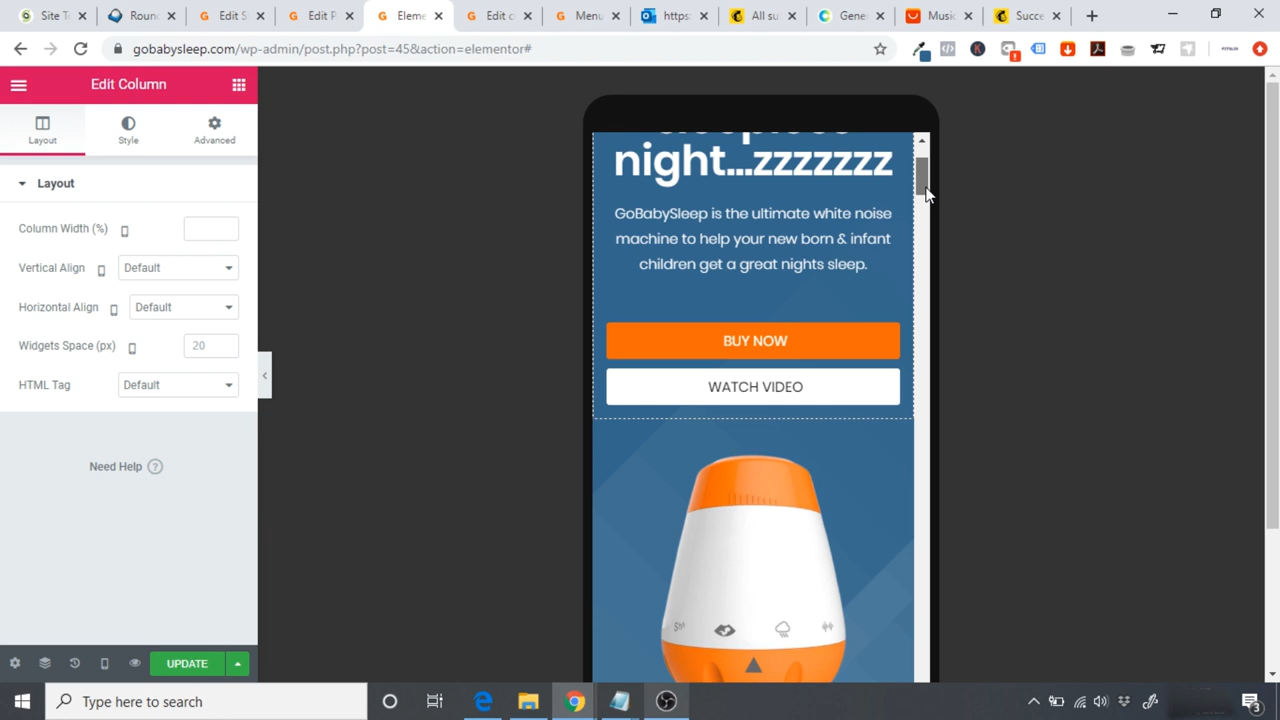 Site T
Roun
Edit S
Edit P
Eleme
Edit c
Menu
https:
All su
Gene
Music
Succe
gobabysleep.com/wp-admin/post.php?post=45&action=elementor#
Edit Column
Layout
Style
Advanced
Layout
Column Width (%)
Vertical Align
Default
Horizontal Align
Default
Widgets Space (px)
20
HTML Tag
Default
Need Help ?
UPDATE
night...zzzzzzz
GoBabySleep is the ultimate white noise
machine to help your new born & infant
children get a great nights sleep.
BUY NOW
WATCH VIDEO
Type here to search
3